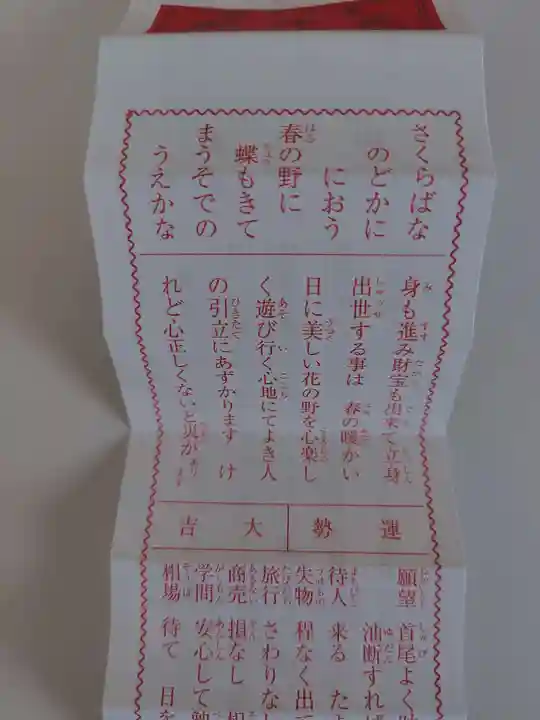 さくらばな
のどかに
におう
春の野に
蝶もきて
まうそでの
うえかな
身も進み財宝も出来て立身
出世する事は 春の暖かい
日に美しい花の野を心楽し
く遊び行く心地にてよき人
の引立にあずかります け
れど心正しくないと災があり
運勢 大吉
願望 首尾よく
油断すれば
待人 来る たよ
失物 程なく出
旅行 さわりなし
商売 損なし
学問 安心して勉
相場 待て 日を